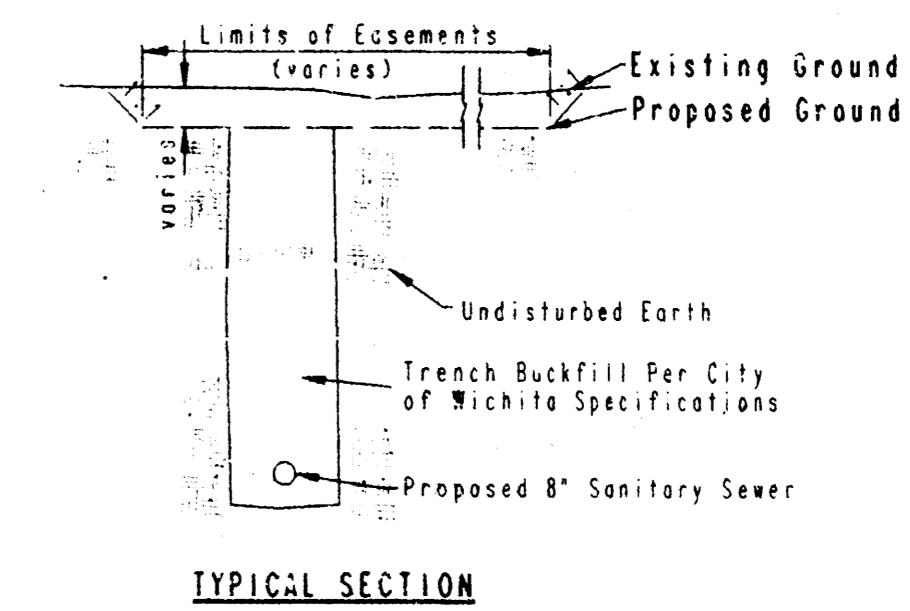 Limits of Easements
(varies)
Existing Ground
Proposed Ground
varies
Undisturbed Earth
Trench Backfill Per City
of Wichita Specifications
Proposed 8" Sanitary Sewer
TYPICAL SECTION